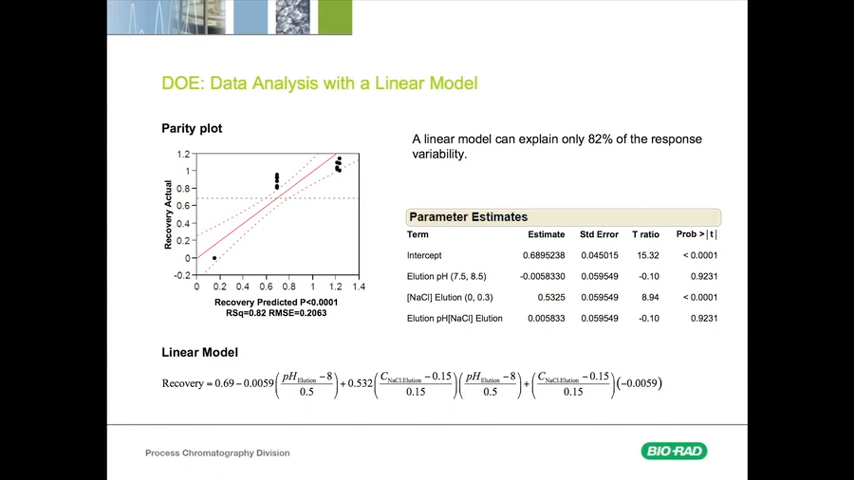 DOE: Data Analysis with a Linear Model
Parity plot
A linear model can explain only 82% of the response
variability.
Recovery Actual
1.2
1
0.8
0.6
0.4
0.2
0
-0.2
0 0.2 0.4 0.6 0.8 1 1.2 1.4
Recovery Predicted P<0.0001
RSq=0.82 RMSE=0.2063
Parameter Estimates
Term Estimate Std Error T ratio Prob >|t|
Intercept 0.6895238 0.045015 15.32 < 0.0001
Elution pH (7.5, 8.5) -0.0058330 0.059549 -0.10 0.9231
[NaCl] Elution (0, 0.3) 0.5325 0.059549 8.94 < 0.0001
Elution pH[NaCl] Elution 0.005833 0.059549 -0.10 0.9231
Linear Model
Recovery = 0.69 − 0.0059 (pH Elution − 8 / 0.5) + 0.532 (C NaCl.Elution − 0.15 / 0.15) (pH Elution − 8 / 0.5) + (C NaCl.Elution − 0.15 / 0.15) (−0.0059)
Process Chromatography Division
BIO-RAD